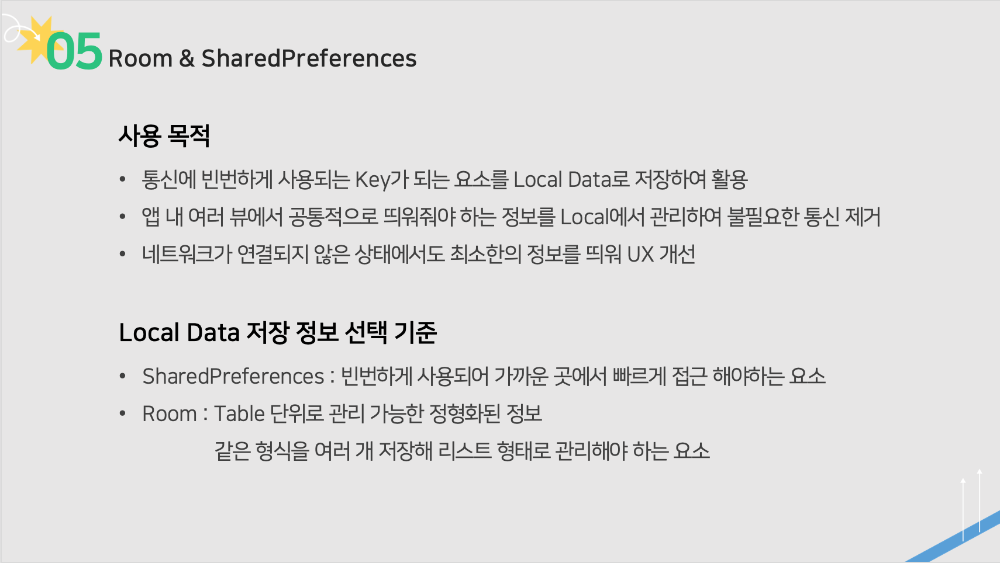 05 Room & SharedPreferences
사용 목적
• 통신에 빈번하게 사용되는 Key가 되는 요소를 Local Data로 저장하여 활용
• 앱 내 여러 뷰에서 공통적으로 띄워줘야 하는 정보를 Local에서 관리하여 불필요한 통신 제거
• 네트워크가 연결되지 않은 상태에서도 최소한의 정보를 띄워 UX 개선
Local Data 저장 정보 선택 기준
• SharedPreferences : 빈번하게 사용되어 가까운 곳에서 빠르게 접근 해야하는 요소
• Room : Table 단위로 관리 가능한 정형화된 정보
같은 형식을 여러 개 저장해 리스트 형태로 관리해야 하는 요소